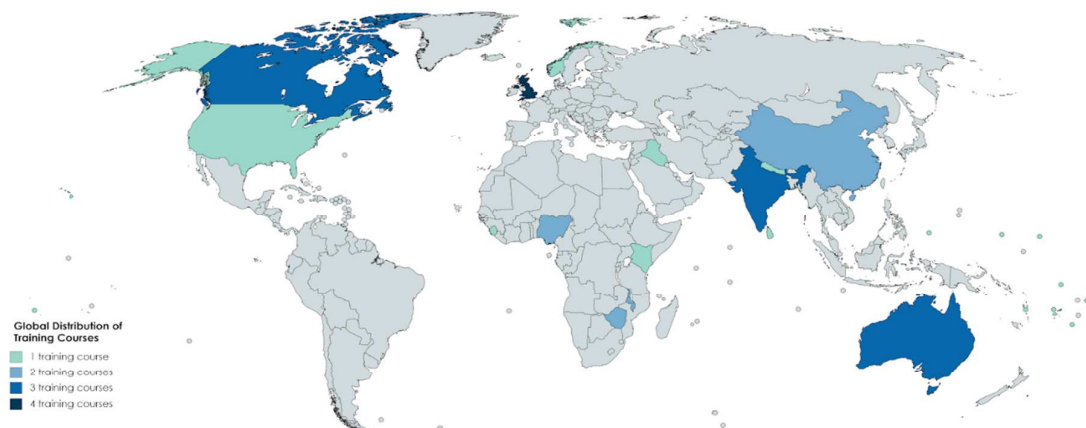 Global Distribution of
Training Courses
1 training course
2 training courses
3 training courses
4 training courses